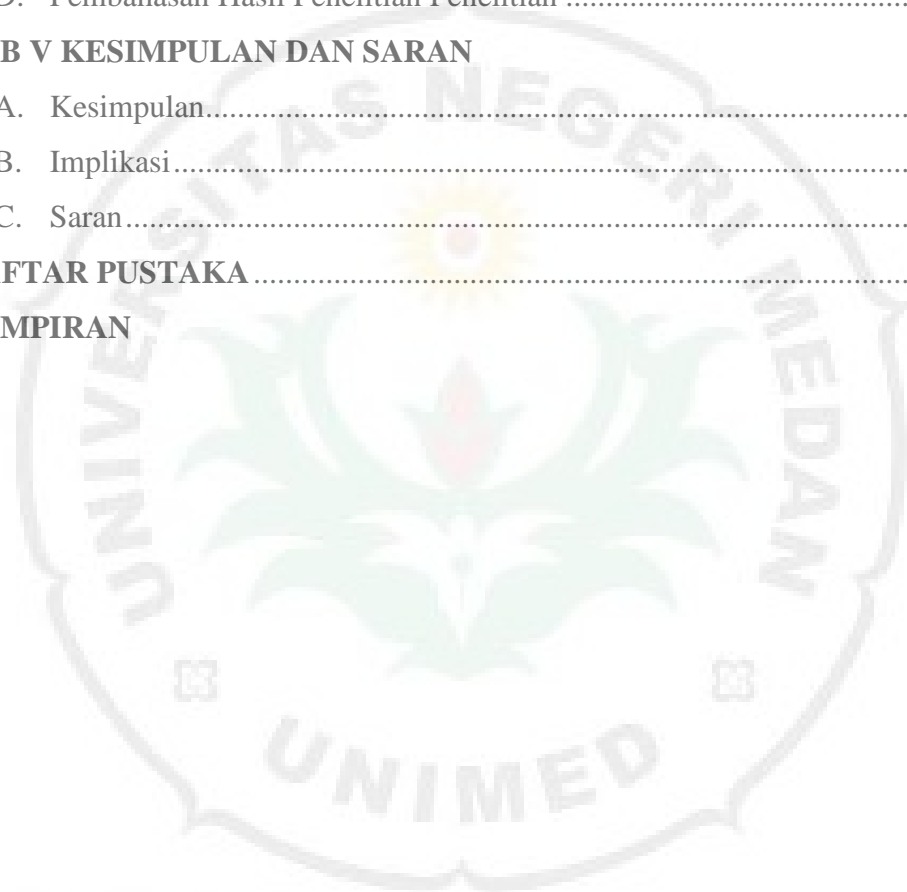 D. Pembahasan Hasil Penelitian Penelitian ........................................
B V KESIMPULAN DAN SARAN
A. Kesimpulan........................................................................................
B. Implikasi............................................................................................
C. Saran..................................................................................................
FTAR PUSTAKA ................................................................................
MPIRAN
UNIVERSITAS NEGERI MEDAN
UNIMED